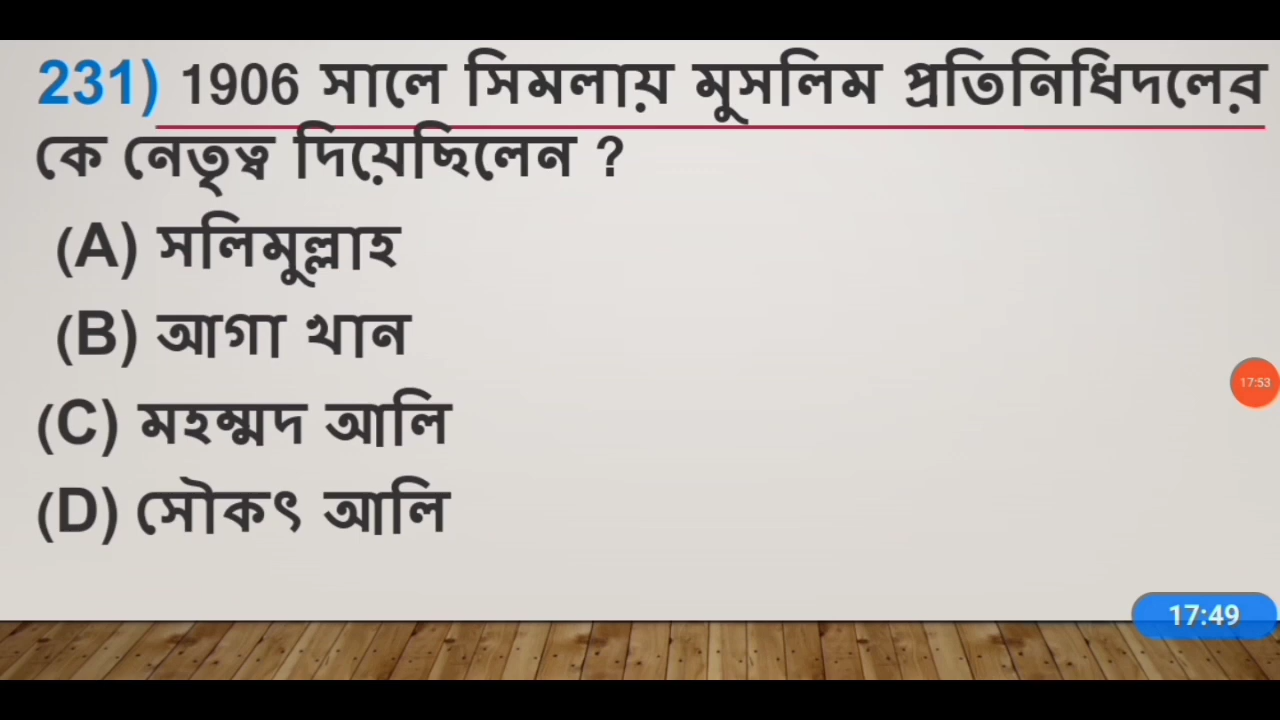 231) 1906 সালে সিমলায় মুসলিম প্রতিনিধিদলের
কে নেতৃত্ব দিয়েছিলেন ?
(A) সলিমুল্লাহ
(B) আগা খান
(C) মহম্মদ আলি
(D) সৌকৎ আলি
17:53
17:49